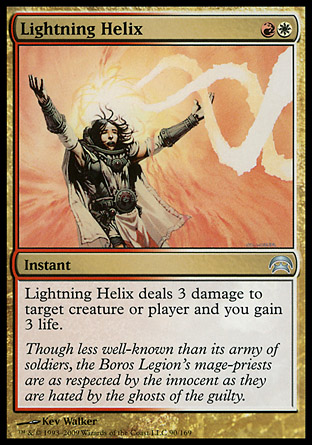 Lightning Helix
Instant
Lightning Helix deals 3 damage to
target creature or player and you gain
3 life.
Though less well-known than its army of
soldiers, the Boros Legion's mage-priests
are as respected by the innocent as they
are hated by the ghosts of the guilty.
Kev Walker
™ & © 1993-2009 Wizards of the Coast LLC 90/169